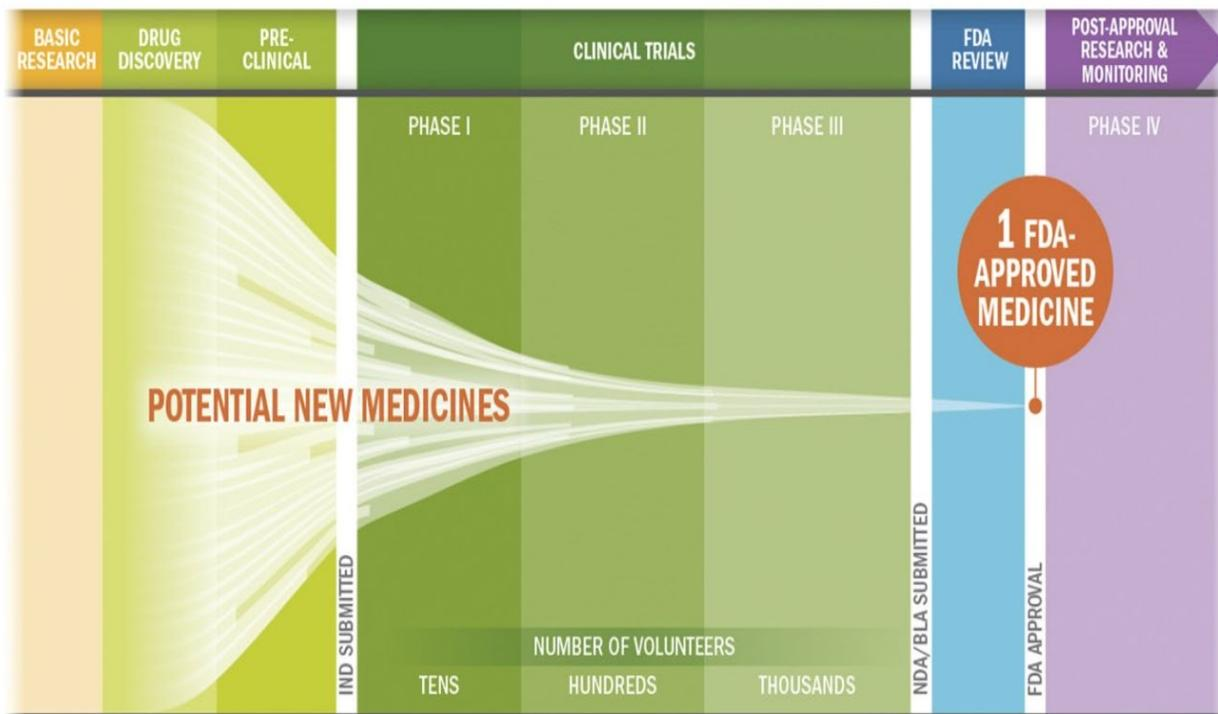 BASIC
RESEARCH
DRUG
DISCOVERY
PRE-
CLINICAL
CLINICAL TRIALS
FDA
REVIEW
POST-APPROVAL
RESEARCH &
MONITORING
PHASE I
PHASE II
PHASE III
PHASE IV
1 FDA-
APPROVED
MEDICINE
POTENTIAL NEW MEDICINES
IND SUBMITTED
NDA/BLA SUBMITTED
FDA APPROVAL
NUMBER OF VOLUNTEERS
TENS
HUNDREDS
THOUSANDS